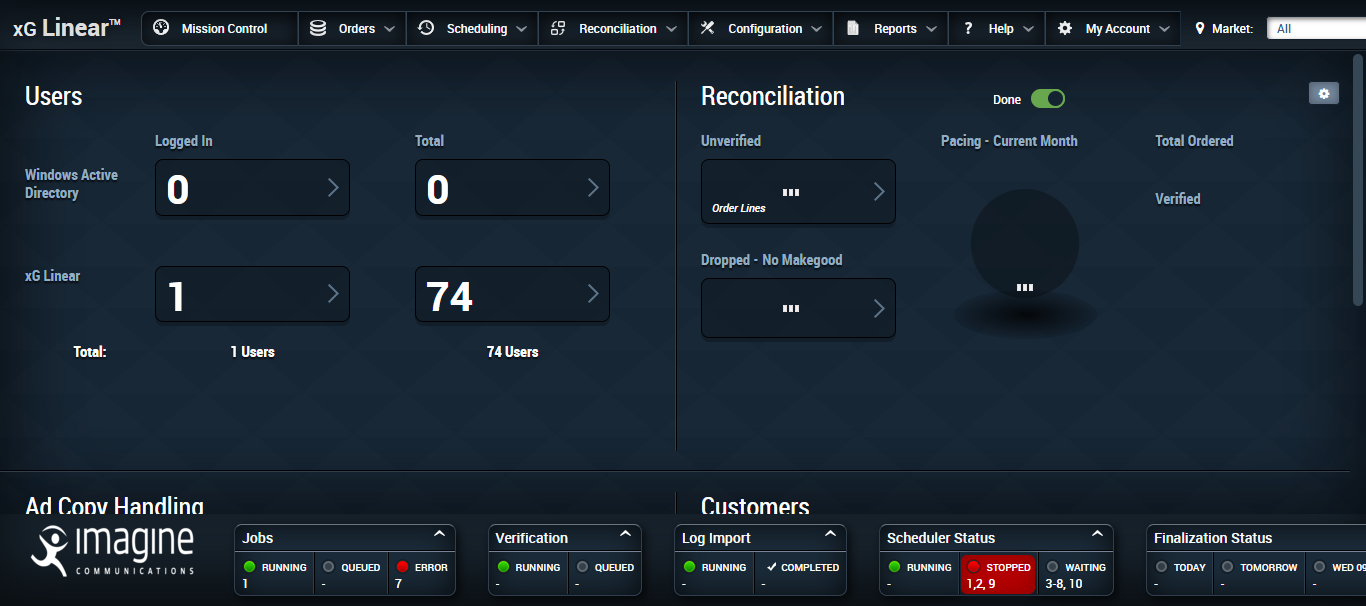 xG Linear™
Mission Control
Orders
Scheduling
Reconciliation
Configuration
Reports
? Help
My Account
Market:
All
Users
Logged In
Total
Windows Active
Directory
0
0
xG Linear
1
74
Total:
1 Users
74 Users
Reconciliation
Done
Unverified
Order Lines
Dropped - No Makegood
Pacing - Current Month
Total Ordered
Verified
Ad Copy Handling
Customers
imagine
COMMUNICATIONS
Jobs
RUNNING
1
QUEUED
-
ERROR
7
Verification
RUNNING
-
QUEUED
-
Log Import
RUNNING
-
COMPLETED
-
Scheduler Status
RUNNING
-
STOPPED
1,2, 9
WAITING
3-8, 10
Finalization Status
TODAY
-
TOMORROW
-
WED 09
-